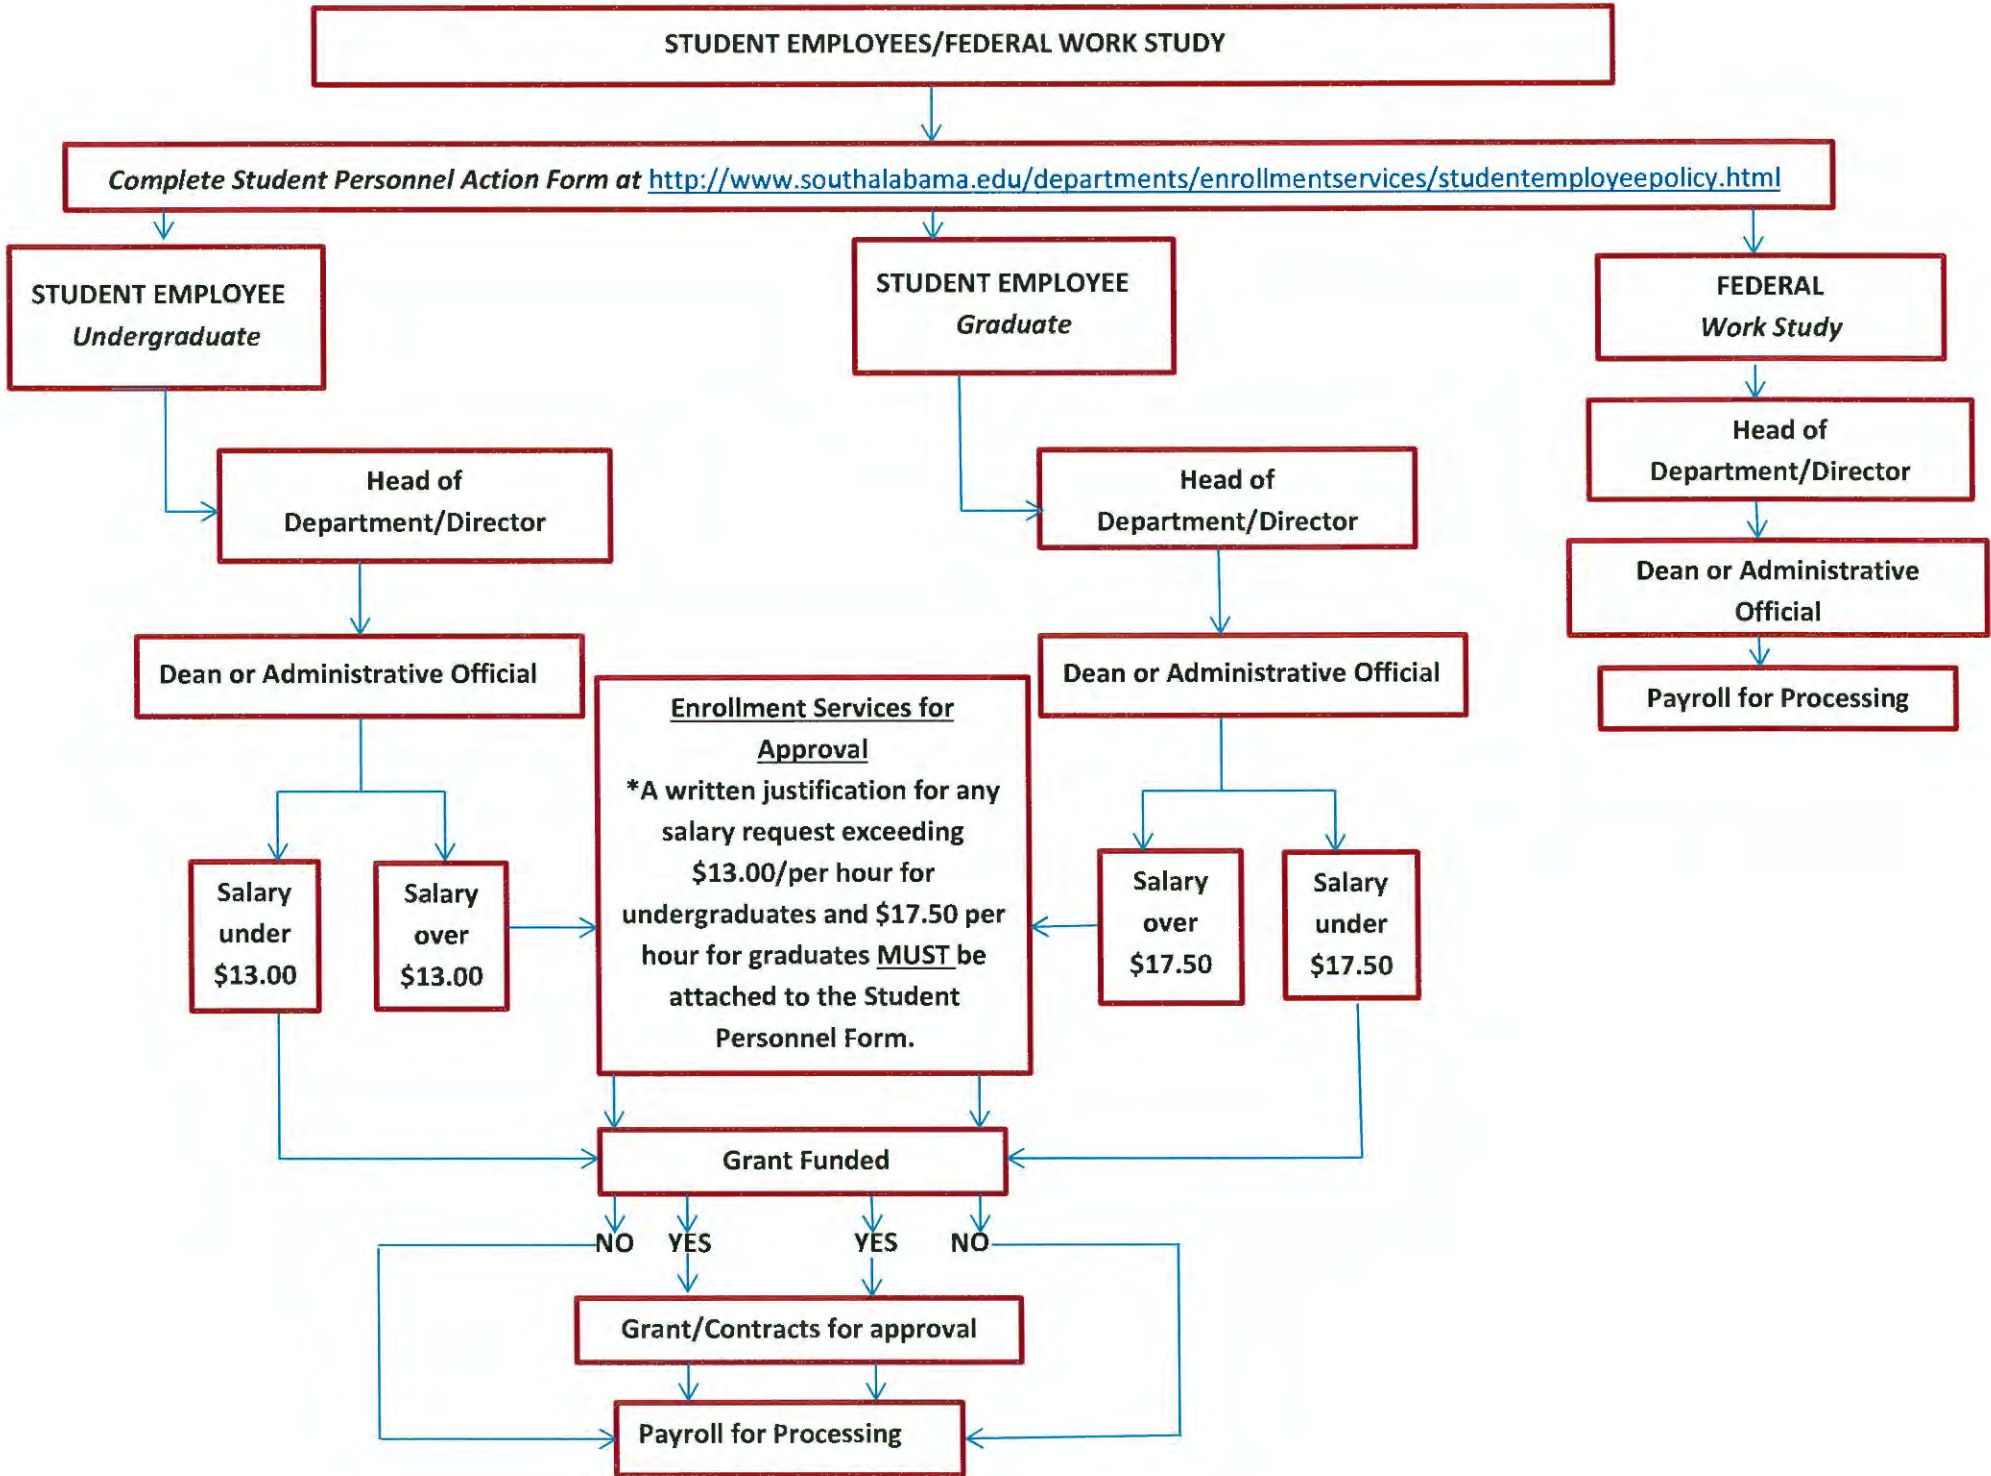 STUDENT EMPLOYEES/FEDERAL WORK STUDY
Complete Student Personnel Action Form at http://www.southalabama.edu/departments/enrollmentservices/studentemployeepolicy.html
STUDENT EMPLOYEE
Undergraduate
STUDENT EMPLOYEE
Graduate
FEDERAL
Work Study
Head of
Department/Director
Head of
Department/Director
Head of
Department/Director
Dean or Administrative
Official
Payroll for Processing
Dean or Administrative Official
Dean or Administrative Official
Enrollment Services for
Approval
*A written justification for any
salary request exceeding
$13.00/per hour for
undergraduates and $17.50 per
hour for graduates MUST be
attached to the Student
Personnel Form.
Salary
under
$13.00
Salary
over
$13.00
Salary
over
$17.50
Salary
under
$17.50
Grant Funded
NO YES YES NO
Grant/Contracts for approval
Payroll for Processing